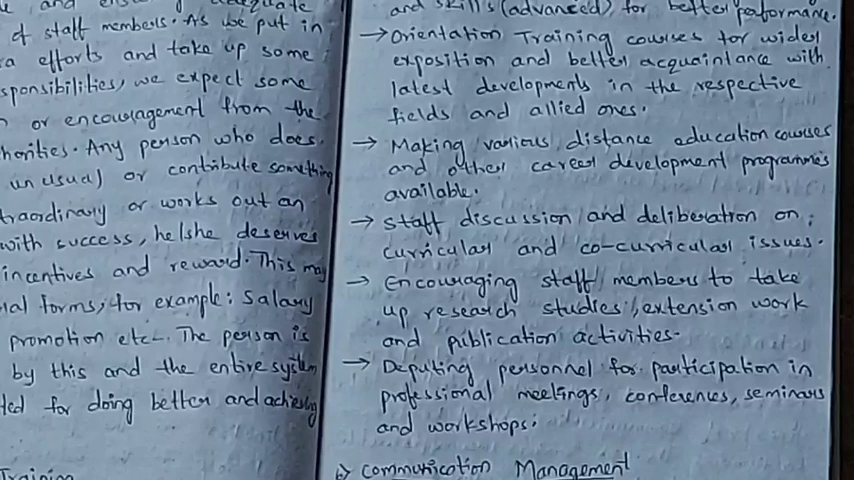 and ensu adequate
of staff members. As we put in
a efforts and take up some
sponsibilities, we expect some
or encouragement from the
horities. Any person who does
unusual or contribute something
traordinary or works out an
with success, he/she deserves
incentives and reward. This may
ial forms, for example: Salary
promotion etc. The person is
by this and the entire system
ted for doing better and achieving
Training
and skills (advanced) for better performance.
→ Orientation Training courses for wider
exposition and better acquaintance with
latest developments in the respective
fields and allied ones.
→ Making various distance education courses
and other career development programmes
available.
→ Staff discussion and deliberation on
curricular and co-curricular issues.
→ Encouraging staff members to take
up research studies, extension work
and publication activities.
→ Deputing personnel for participation in
professional meetings, conferences, seminars
and workshops.
Communication Management